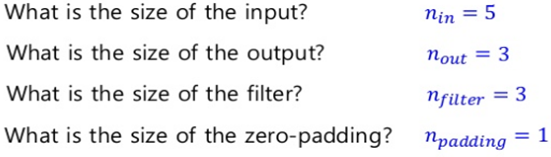 What is the size of the input? n_in = 5
What is the size of the output? n_out = 3
What is the size of the filter? n_filter = 3
What is the size of the zero-padding? n_padding = 1